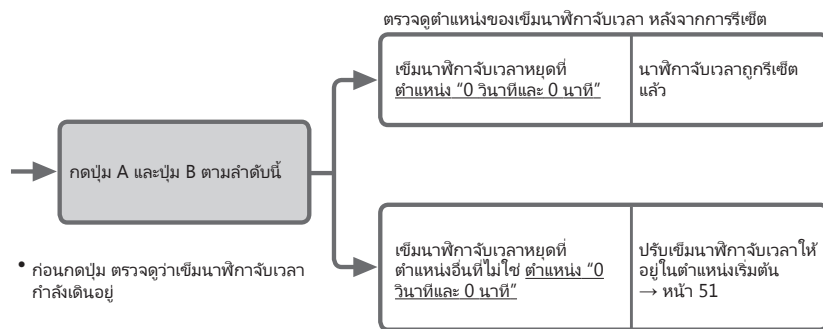 ตรวจดูตำแหน่งของเข็มนาฬิกาจับเวลา หลังจากการรีเซ็ต
เข็มนาฬิกาจับเวลาหยุดที่
ตำแหน่ง “0 วินาทีและ 0 นาที”
นาฬิกาจับเวลาถูกรีเซ็ต
แล้ว
กดปุ่ม A และปุ่ม B ตามลำดับนี้
• ก่อนกดปุ่ม ตรวจดูว่าเข็มนาฬิกาจับเวลา
กำลังเดินอยู่
เข็มนาฬิกาจับเวลาหยุดที่
ตำแหน่งอื่นที่ไม่ใช่ ตำแหน่ง “0
วินาทีและ 0 นาที”
ปรับเข็มนาฬิกาจับเวลาให้
อยู่ในตำแหน่งเริ่มต้น
→ หน้า 51